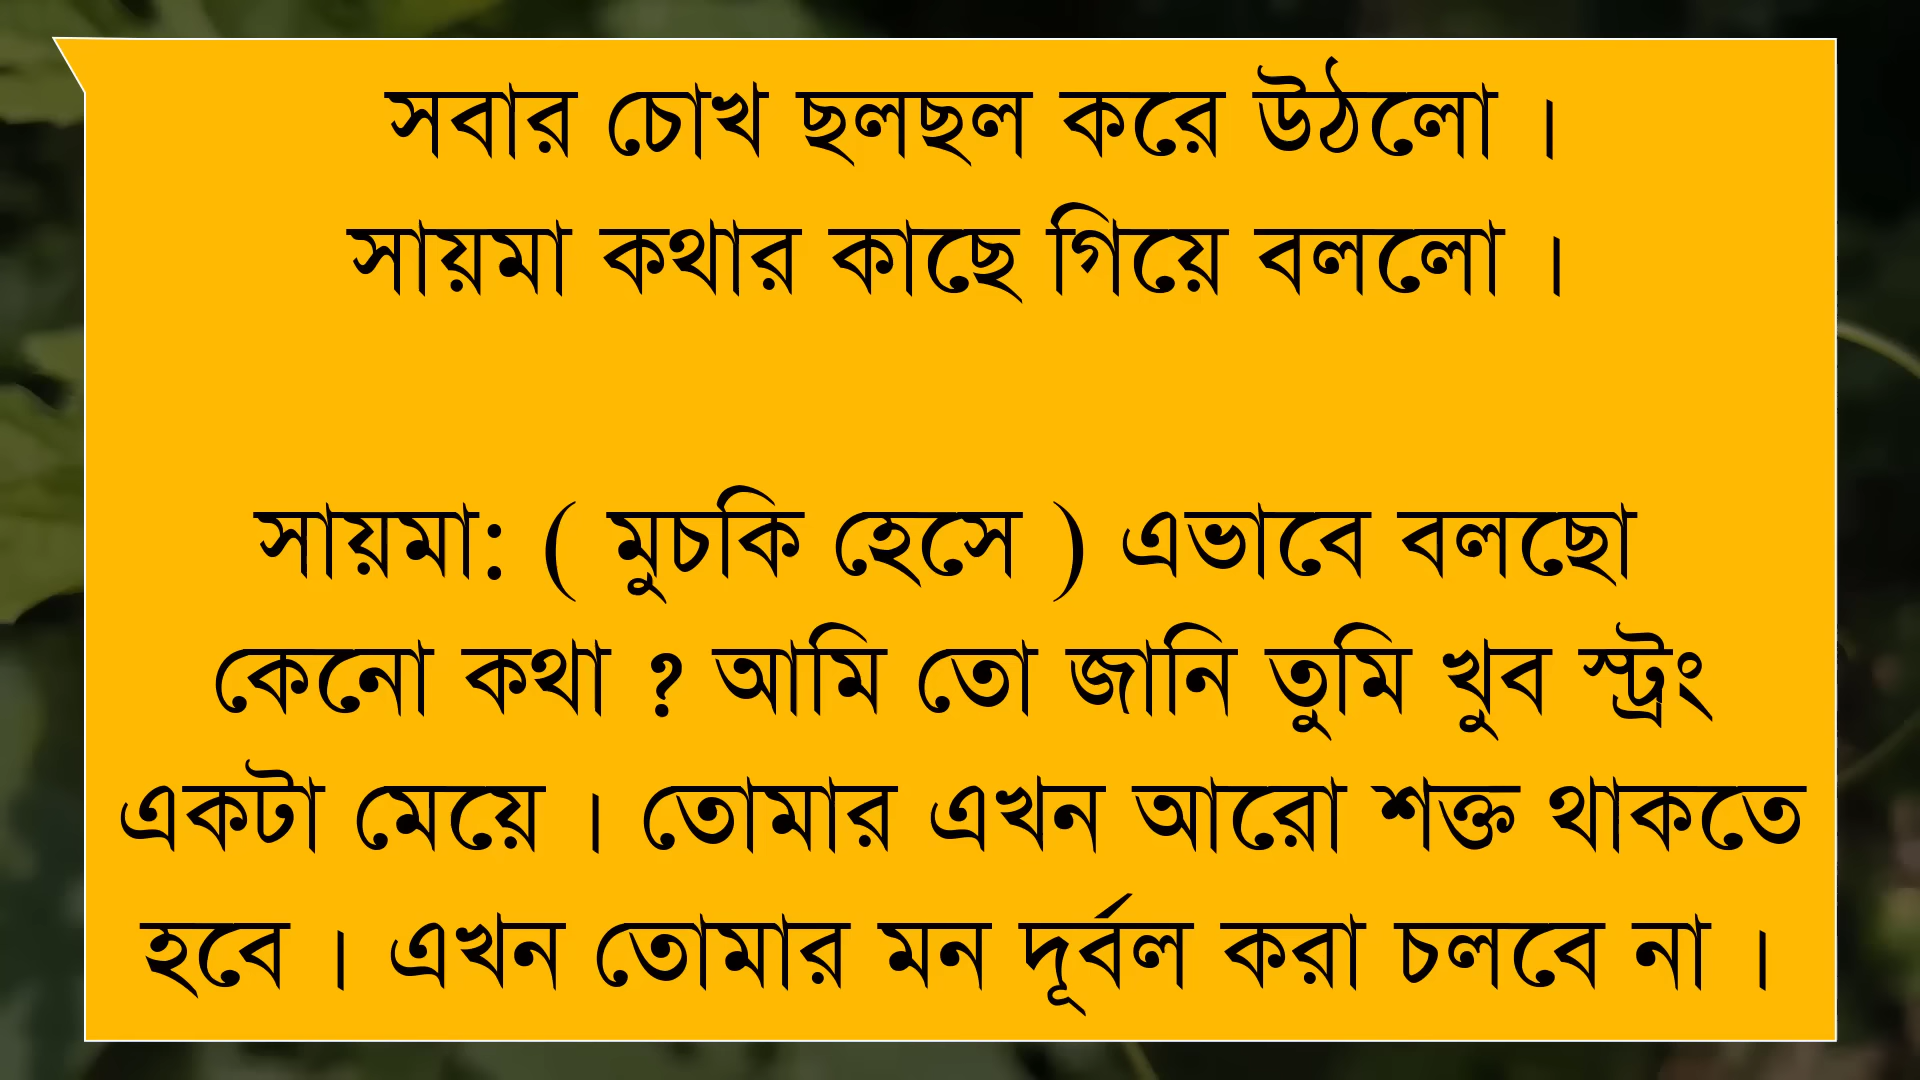 সবার চোখ ছলছল করে উঠলো ।
সায়মা কথার কাছে গিয়ে বললো ।
সায়মা: ( মুচকি হেসে ) এভাবে বলছো
কেনো কথা ? আমি তো জানি তুমি খুব স্ট্রং
একটা মেয়ে । তোমার এখন আরো শক্ত থাকতে
হবে । এখন তোমার মন দূর্বল করা চলবে না ।